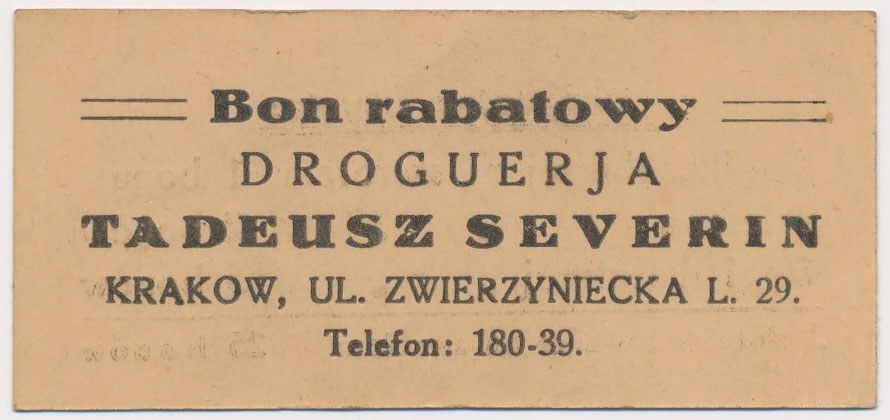 Bon rabatowy
DROGUERJA
TADEUSZ SEVERIN
KRAKOW, UL. ZWIERZYNIECKA L. 29.
Telefon: 180-39.